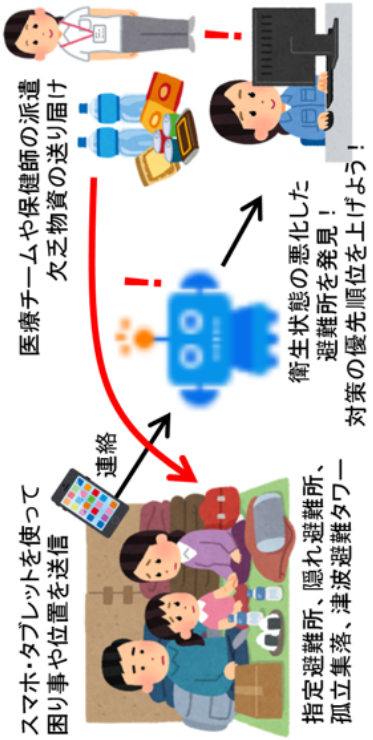 スマホ・タブレットを使って
困り事や位置を送信
連絡
医療チームや保健師の派遣
欠乏物資の送り届け
指定避難所、隠れ避難所、
孤立集落、津波避難タワー
衛生状態の悪化した
避難所を発見！
対策の優先順位を上げよう！